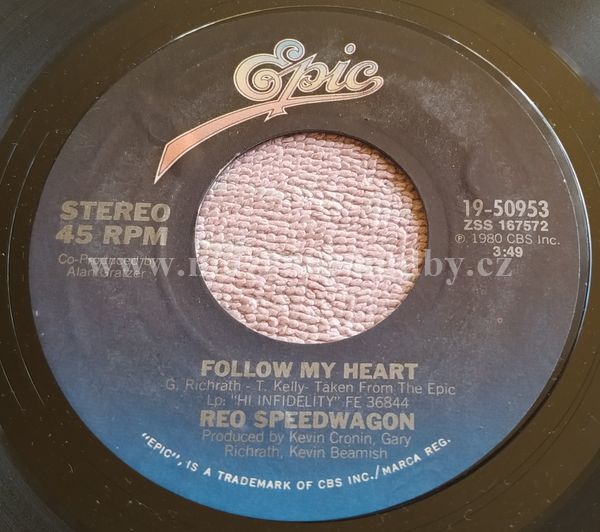 Epic
STEREO
45 RPM
Co-Produced by
Alan Gratzer
19-50953
ZSS 167572
℗ 1980 CBS Inc.
3:49
FOLLOW MY HEART
G. Richrath - T. Kelly- Taken From The Epic
Lp: "HI INFIDELITY" FE 36844
REO SPEEDWAGON
Produced by Kevin Cronin, Gary
Richrath, Kevin Beamish
"EPIC", IS A TRADEMARK OF CBS INC./MARCA REG.